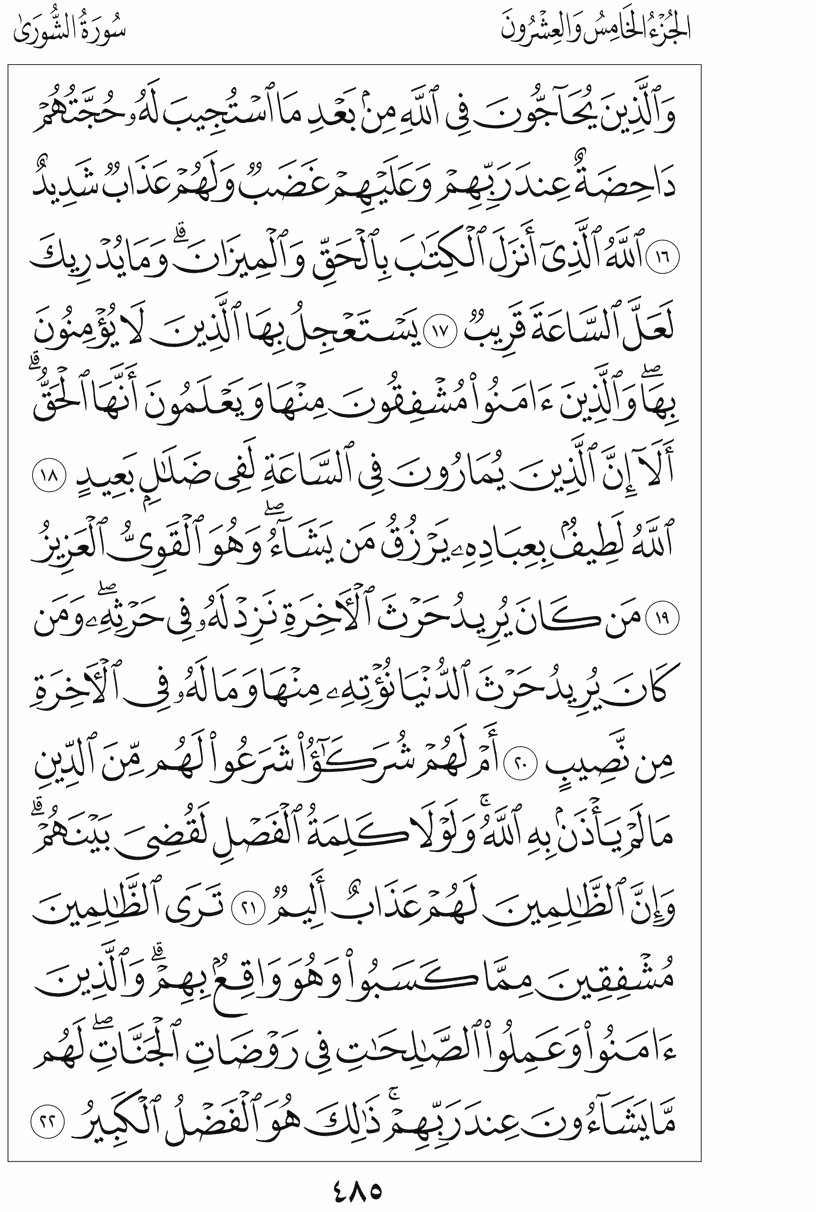 الجُزْءُ الخَامِسُ وَالعِشْرُونَ
سُورَةُ الشُّورَىٰ
وَٱلَّذِينَ يُحَآجُّونَ فِى ٱللَّهِ مِنۢ بَعْدِ مَا ٱسْتُجِيبَ لَهُۥ حُجَّتُهُمْ
دَاحِضَةٌ عِندَ رَبِّهِمْ وَعَلَيْهِمْ غَضَبٌ وَلَهُمْ عَذَابٌ شَدِيدٌ
١٦ ٱللَّهُ ٱلَّذِىٓ أَنزَلَ ٱلْكِتَٰبَ بِٱلْحَقِّ وَٱلْمِيزَانَ ۗ وَمَا يُدْرِيكَ
لَعَلَّ ٱلسَّاعَةَ قَرِيبٌ ١٧ يَسْتَعْجِلُ بِهَا ٱلَّذِينَ لَا يُؤْمِنُونَ
بِهَا ۖ وَٱلَّذِينَ ءَامَنُوا۟ مُشْفِقُونَ مِنْهَا وَيَعْلَمُونَ أَنَّهَا ٱلْحَقُّ ۗ
أَلَآ إِنَّ ٱلَّذِينَ يُمَارُونَ فِى ٱلسَّاعَةِ لَفِى ضَلَٰلٍۭ بَعِيدٍ ١٨
ٱللَّهُ لَطِيفٌۢ بِعِبَادِهِۦ يَرْزُقُ مَن يَشَآءُ ۖ وَهُوَ ٱلْقَوِىُّ ٱلْعَزِيزُ
١٩ مَن كَانَ يُرِيدُ حَرْثَ ٱلْـَٔاخِرَةِ نَزِدْ لَهُۥ فِى حَرْثِهِۦ ۖ وَمَن
كَانَ يُرِيدُ حَرْثَ ٱلدُّنْيَا نُؤْتِهِۦ مِنْهَا وَمَا لَهُۥ فِى ٱلْـَٔاخِرَةِ
مِن نَّصِيبٍ ٢٠ أَمْ لَهُمْ شُرَكَٰٓؤُا۟ شَرَعُوا۟ لَهُم مِّنَ ٱلدِّينِ
مَا لَمْ يَأْذَنۢ بِهِ ٱللَّهُ ۚ وَلَوْلَا كَلِمَةُ ٱلْفَصْلِ لَقُضِىَ بَيْنَهُمْ ۗ
وَإِنَّ ٱلظَّٰلِمِينَ لَهُمْ عَذَابٌ أَلِيمٌ ٢١ تَرَى ٱلظَّٰلِمِينَ
مُشْفِقِينَ مِمَّا كَسَبُوا۟ وَهُوَ وَاقِعٌۢ بِهِمْ ۗ وَٱلَّذِينَ
ءَامَنُوا۟ وَعَمِلُوا۟ ٱلصَّٰلِحَٰتِ فِى رَوْضَاتِ ٱلْجَنَّاتِ ۖ لَهُم
مَّا يَشَآءُونَ عِندَ رَبِّهِمْ ۚ ذَٰلِكَ هُوَ ٱلْفَضْلُ ٱلْكَبِيرُ ٢٢
٤٨٥